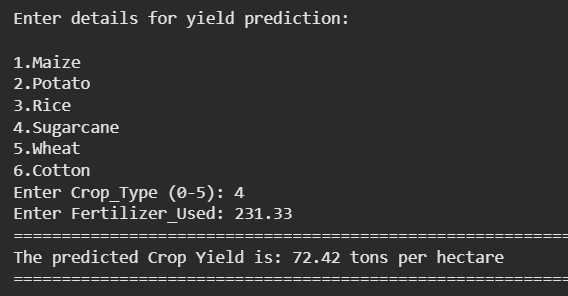 Enter details for yield prediction:
1.Maize
2.Potato
3.Rice
4.Sugarcane
5.Wheat
6.Cotton
Enter Crop_Type (0-5): 4
Enter Fertilizer_Used: 231.33
============================================================
The predicted Crop Yield is: 72.42 tons per hectare
============================================================